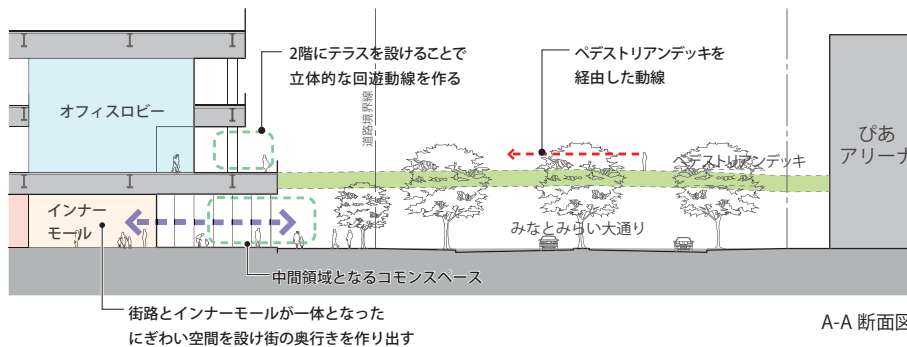 2階にテラスを設けることで
立体的な回遊動線を作る
ペデストリアンデッキを
経由した動線
オフィスロビー
道路境界線
ぴあ
アリーナ
ペデストリアンデッキ
インナー
モール
みなとみらい大通り
中間領域となるコモンスペース
街路とインナーモールが一体となった
にぎわい空間を設け街の奥行きを作り出す
A-A 断面図